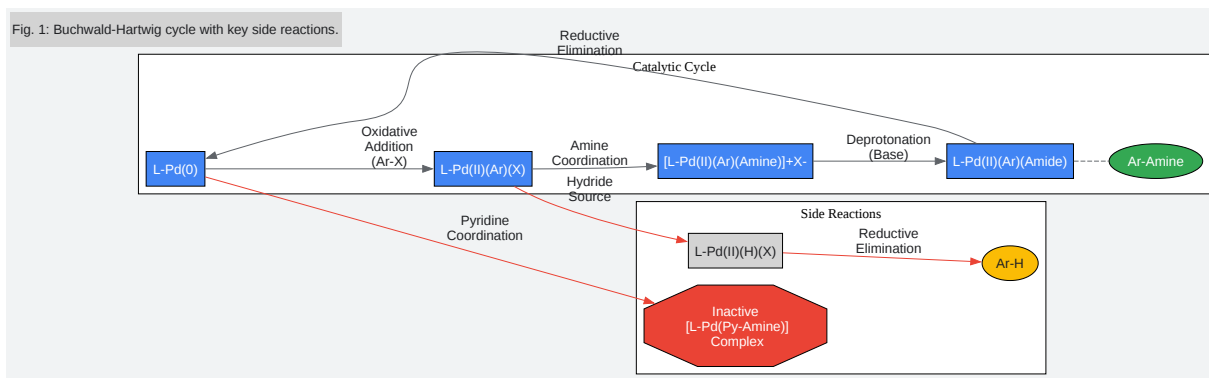 Fig. 1: Buchwald-Hartwig cycle with key side reactions.
Reductive
Elimination
Catalytic Cycle
Oxidative
Addition
(Ar-X)
Amine
Coordination
Deprotonation
(Base)
L-Pd(0)
L-Pd(II)(Ar)(X)
[L-Pd(II)(Ar)(Amine)]+X-
L-Pd(II)(Ar)(Amide)
Ar-Amine
Hydride
Source
Pyridine
Coordination
Side Reactions
Reductive
Elimination
L-Pd(II)(H)(X)
Ar-H
Inactive
[L-Pd(Py-Amine)]
Complex